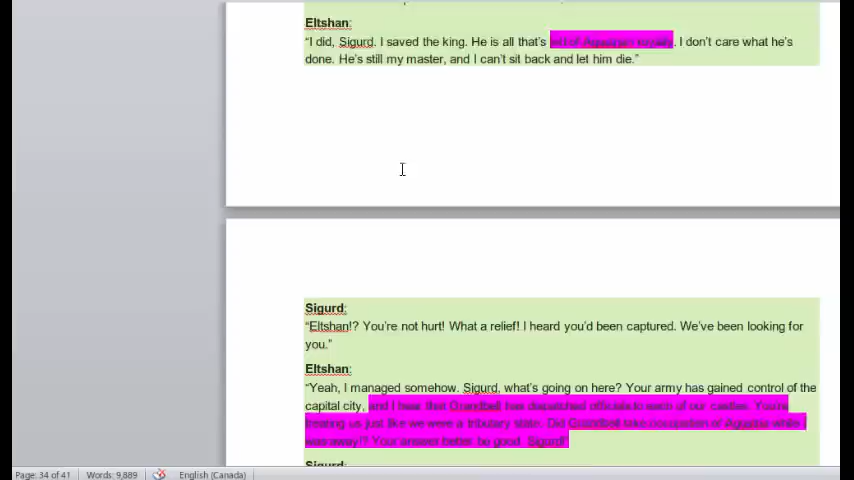 Eltshan:
“I did, Sigurd. I saved the king. He is all that’s left of Agustrian royalty. I don’t care what he’s
done. He’s still my master, and I can’t sit back and let him die.”
Sigurd:
“Eltshan!? You’re not hurt! What a relief! I heard you’d been captured. We’ve been looking for
you.”
Eltshan:
“Yeah, I managed somehow. Sigurd, what’s going on here? Your army has gained control of the
capital city, and I hear that Grandbell has dispatched officials to each of our castles. You’re
treating us just like we were a tributary state. Did Grandbell take occupation of Agustria while I
was away!? Your answer better be good, Sigurd!”
Sigurd:
Page: 34 of 41 Words: 9,889 English (Canada)